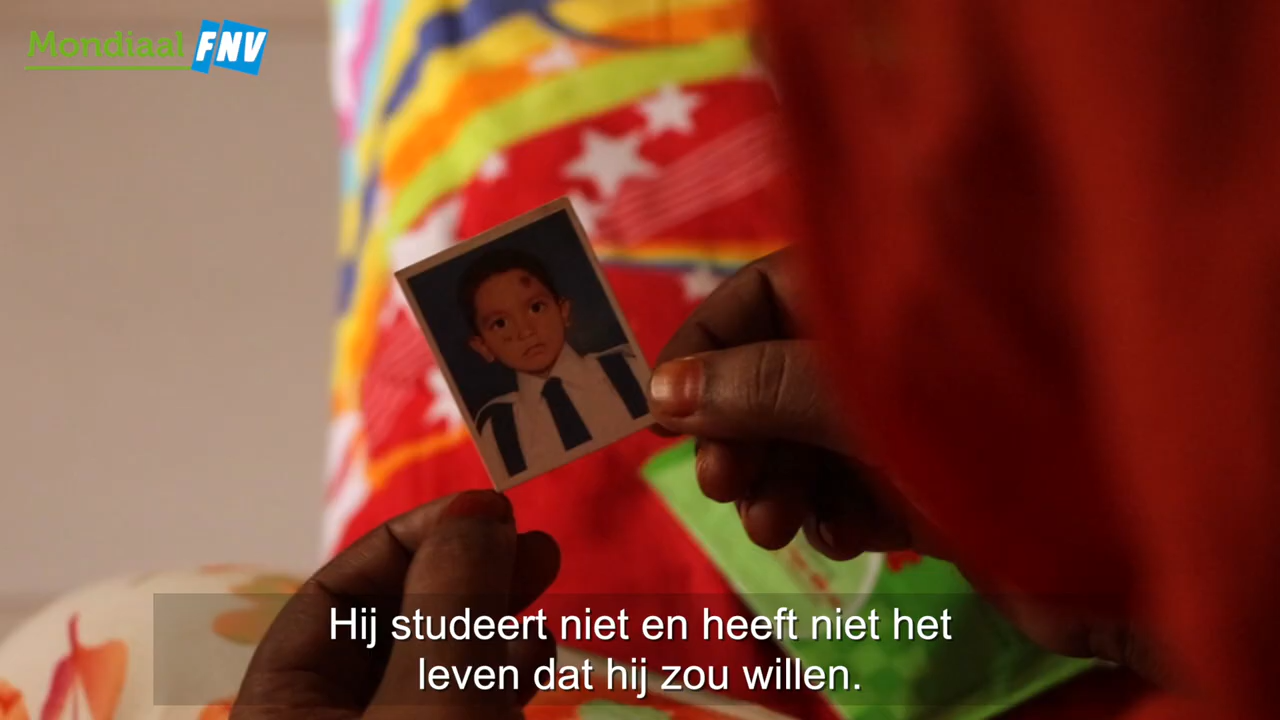 Mondiaal FNV
Hij studeert niet en heeft niet het
leven dat hij zou willen.